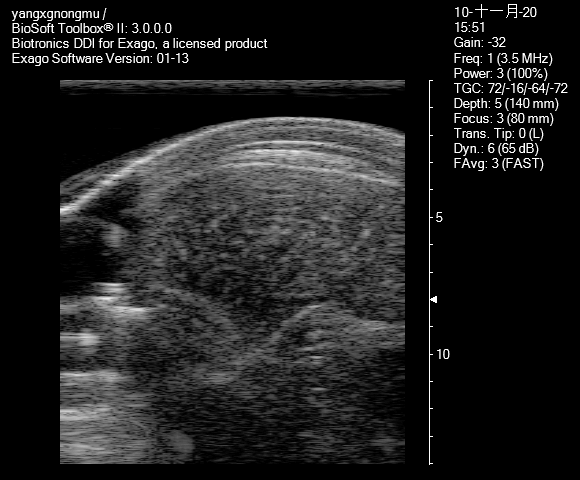 yangxgnongmu /
BioSoft Toolbox® II: 3.0.0.0
Biotronics DDI for Exago, a licensed product
Exago Software Version: 01-13
10-十一月-20
15:51
Gain: -32
Freq: 1 (3.5 MHz)
Power: 3 (100%)
TGC: 72/-16/-64/-72
Depth: 5 (140 mm)
Focus: 3 (80 mm)
Trans. Tip: 0 (L)
Dyn.: 6 (65 dB)
FAvg: 3 (FAST)
5
10